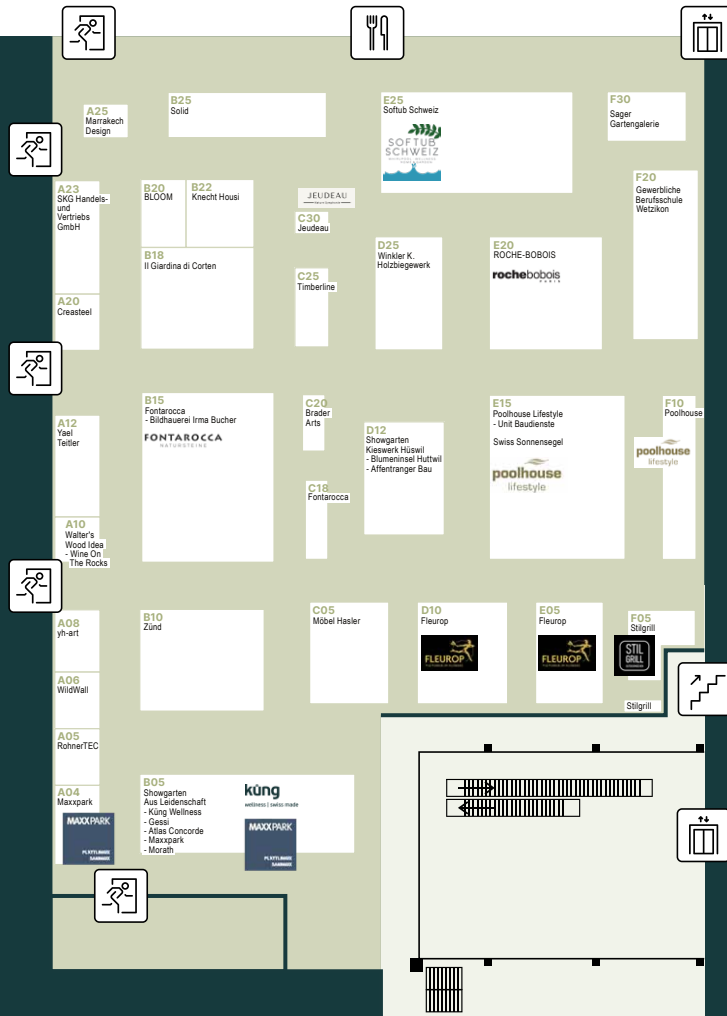 A25
Marrakech
Design
B25
Solid
E25
Softub Schweiz
SOFTUB
SCHWEIZ
F30
Sager
Gartengalerie
A23
SKG Handels-
und
Vertriebs
GmbH
B20
BLOOM
B22
Knecht Housi
JEUDEAU
C30
Jeudeau
F20
Gewerbliche
Berufsschule
Wetzikon
B18
Il Giardina di Corten
D25
Winkler K.
Holzbiegewerk
E20
ROCHE-BOBOIS
rochebobois
PARIS
C25
Timberline
A20
Creasteel
B15
Fontarocca
- Bildhauerei Irma Bucher
FONTAROCCA
NATURSTEINE
C20
Brader
Arts
E15
Poolhouse Lifestyle
- Unit Baudienste
Swiss Sonnensegel
poolhouse
lifestyle
F10
Poolhouse
poolhouse
lifestyle
A12
Yael
Teitler
D12
Showgarten
Kieswerk Hüswil
- Blumeninsel Huttwil
- Affentranger Bau
C18
Fontarocca
A10
Walter's
Wood Idea
- Wine On
The Rocks
A08
yh-art
B10
Zünd
C05
Möbel Hasler
D10
Fleurop
FLEUROP
E05
Fleurop
FLEUROP
F05
Stilgrill
STIL
GRILL
Stilgrill
A06
WildWall
A05
RohnerTEC
A04
Maxxpark
MAXXPARK
B05
Showgarten
Aus Leidenschaft
- Küng Wellness
- Gessi
- Atlas Concorde
- Maxxpark
- Morath
küng
wellness | swiss made
MAXXPARK